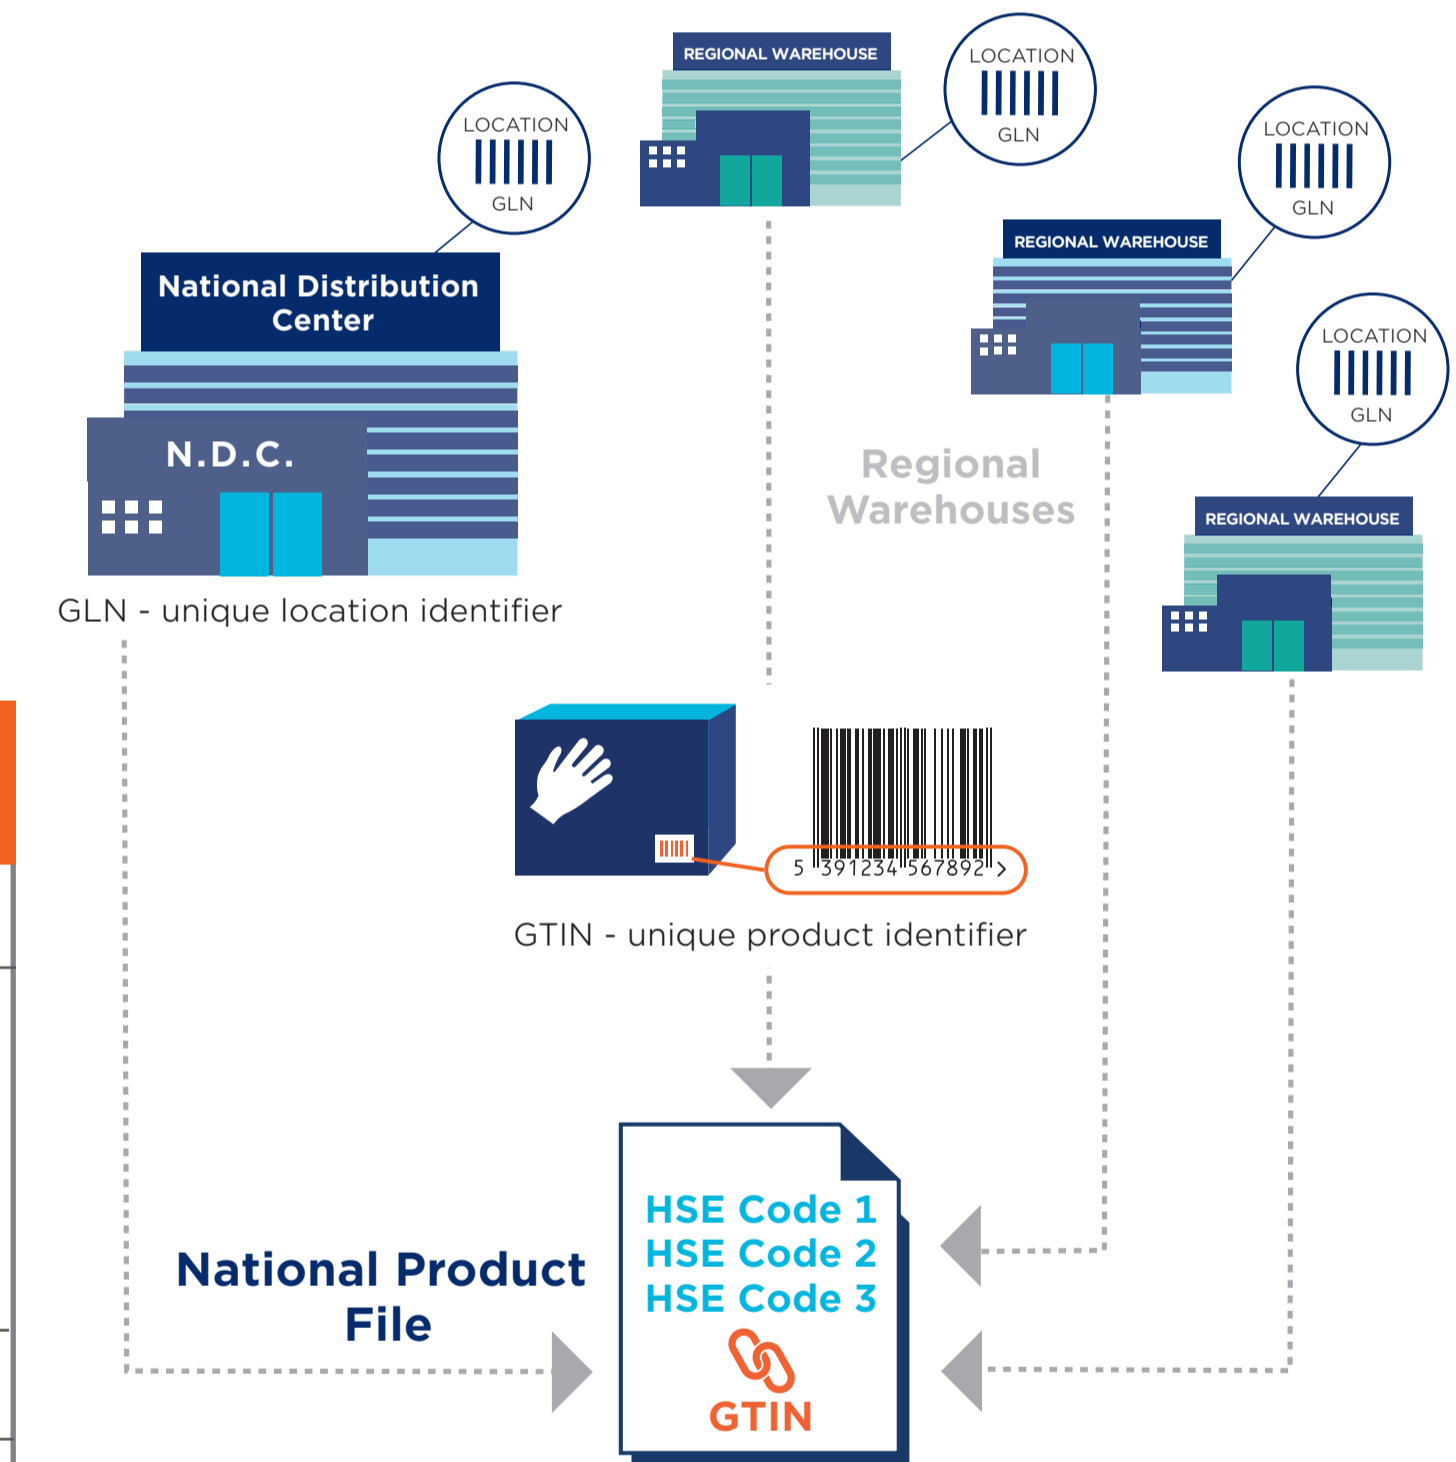 REGIONAL WAREHOUSE
LOCATION
GLN
LOCATION
GLN
LOCATION
GLN
REGIONAL WAREHOUSE
National Distribution
Center
N.D.C.
LOCATION
GLN
Regional
Warehouses
REGIONAL WAREHOUSE
GLN - unique location identifier
5 391234 567892 >
GTIN - unique product identifier
HSE Code 1
HSE Code 2
HSE Code 3
GTIN
National Product
File